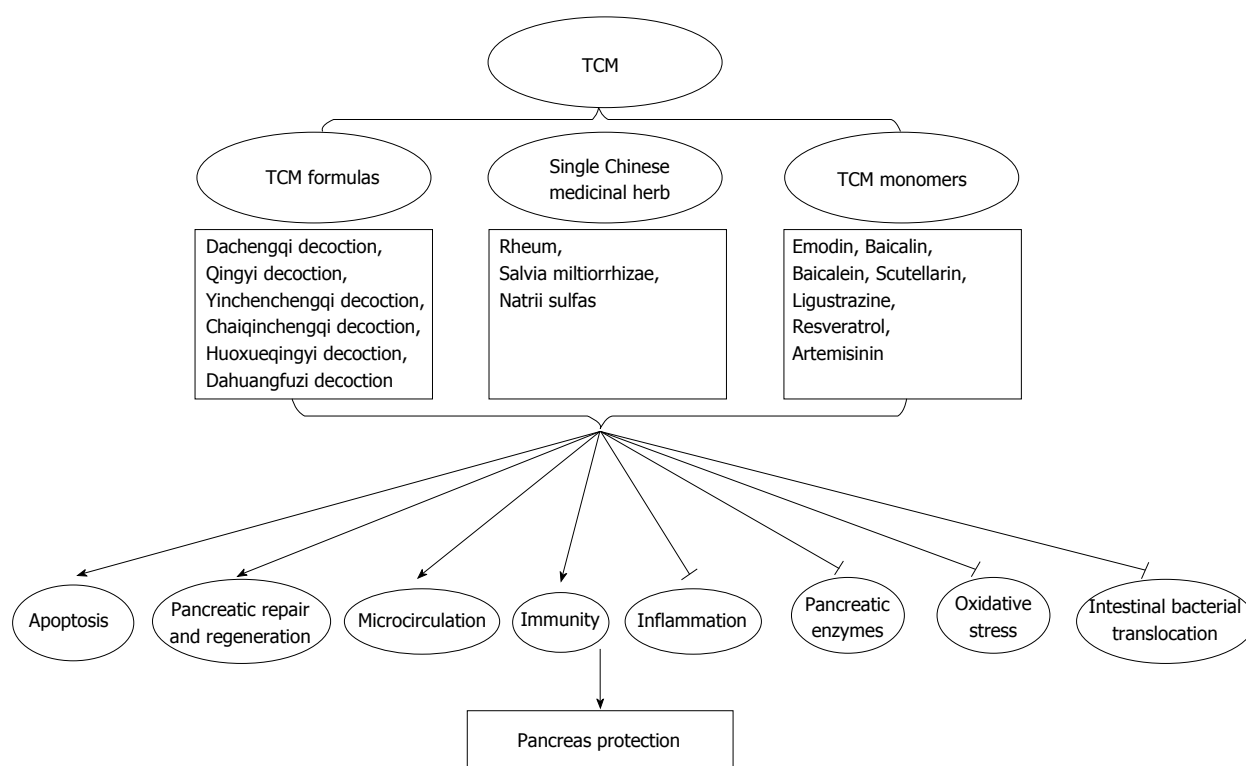 TCM
TCM formulas
Single Chinese
medicinal herb
TCM monomers
Dachengqi decoction,
Qingyi decoction,
Yinchenchengqi decoction,
Chaiqinchengqi decoction,
Huoxueqingyi decoction,
Dahuangfuzi decoction
Rheum,
Salvia miltiorrhizae,
Natrii sulfas
Emodin, Baicalin,
Baicalein, Scutellarin,
Ligustrazine,
Resveratrol,
Artemisinin
Apoptosis
Pancreatic repair
and regeneration
Microcirculation
Immunity
Inflammation
Pancreatic
enzymes
Oxidative
stress
Intestinal bacterial
translocation
Pancreas protection